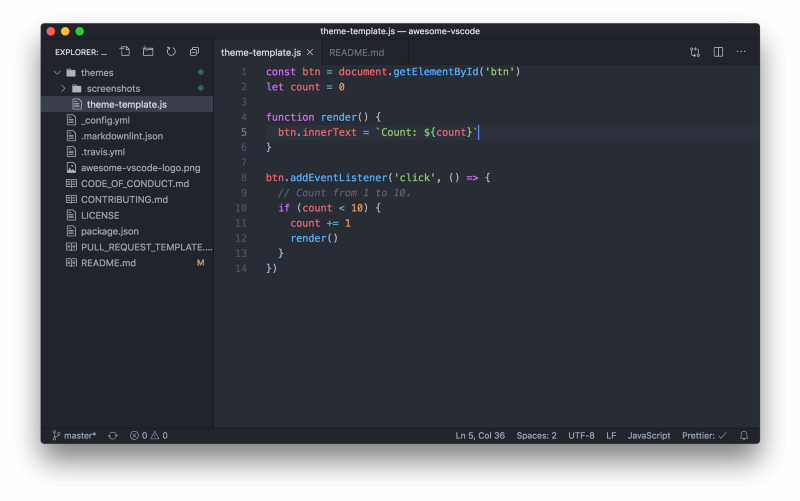 theme-template.js — awesome-vscode
EXPLORER: ...
theme-template.js
README.md
themes
screenshots
theme-template.js
_config.yml
.markdownlint.json
.travis.yml
awesome-vscode-logo.png
CODE_OF_CONDUCT.md
CONTRIBUTING.md
LICENSE
package.json
PULL_REQUEST_TEMPLATE....
README.md M
1 const btn = document.getElementById('btn')
2 let count = 0
3
4 function render() {
5   btn.innerText = `Count: ${count}`
6 }
7
8 btn.addEventListener('click', () => {
9   // Count from 1 to 10.
10   if (count < 10) {
11     count += 1
12     render()
13   }
14 })
master* 0 0 Ln 5, Col 36 Spaces: 2 UTF-8 LF JavaScript Prettier: ✓